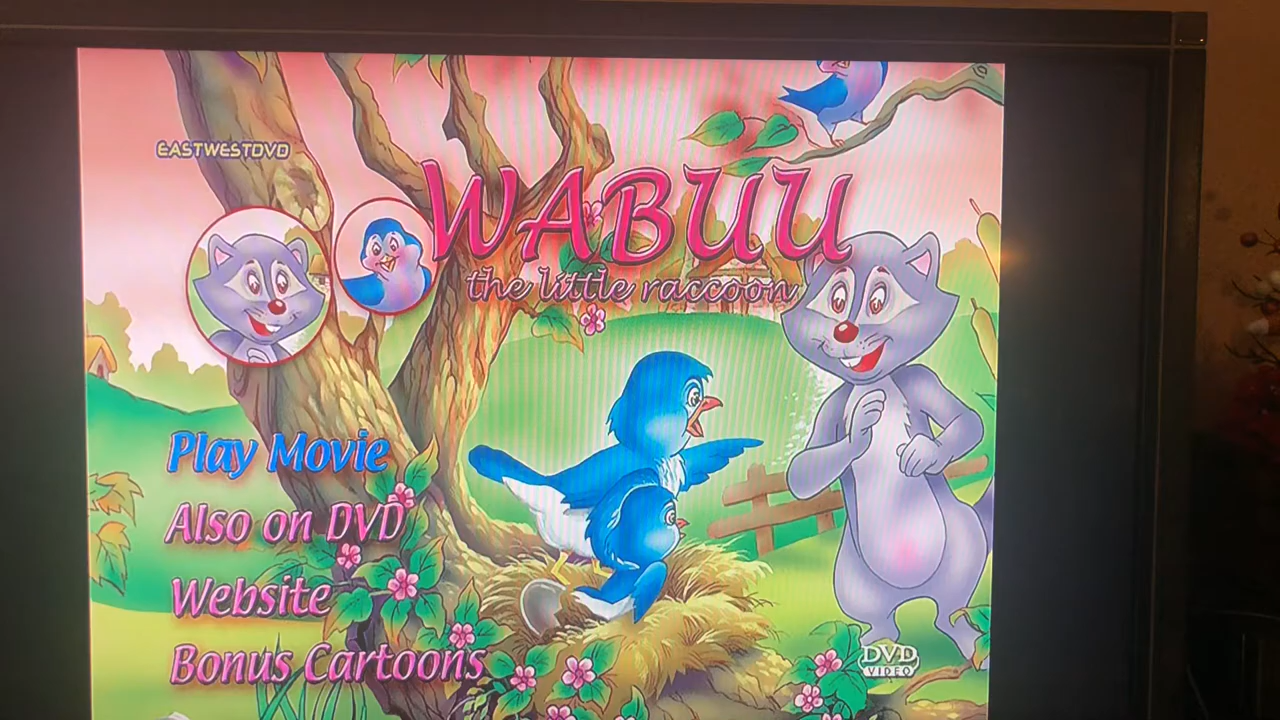 EASTWESTDVD
WABUU
the little raccoon
Play Movie
Also on DVD
Website
Bonus Cartoons
DVD
VIDEO